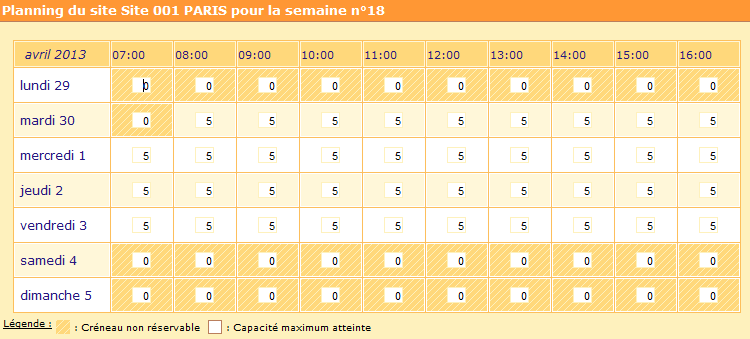 Planning du site Site 001 PARIS pour la semaine n°18
avril 2013 07:00 08:00 09:00 10:00 11:00 12:00 13:00 14:00 15:00 16:00
lundi 29 0 0 0 0 0 0 0 0 0 0
mardi 30 0 5 5 5 5 5 5 5 5 5
mercredi 1 5 5 5 5 5 5 5 5 5 5
jeudi 2 5 5 5 5 5 5 5 5 5 5
vendredi 3 5 5 5 5 5 5 5 5 5 5
samedi 4 0 0 0 0 0 0 0 0 0 0
dimanche 5 0 0 0 0 0 0 0 0 0 0
Légende : : Créneau non réservable : Capacité maximum atteinte